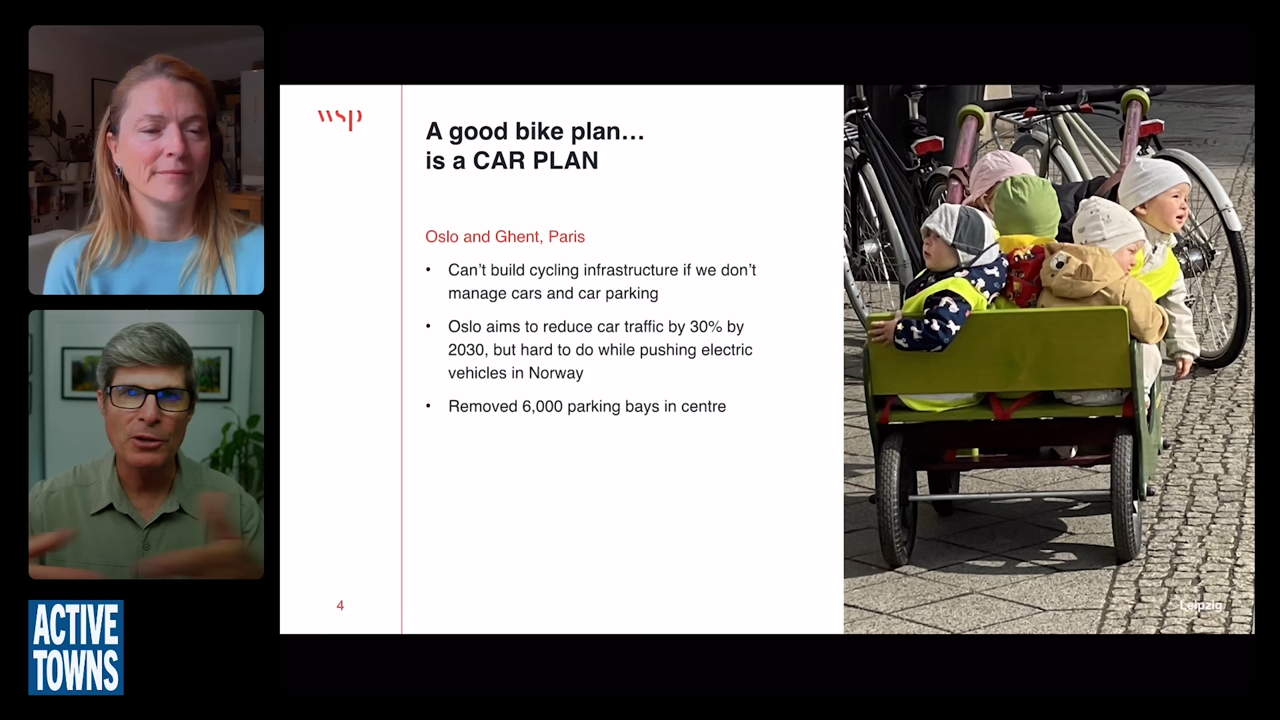 wsp
A good bike plan…
is a CAR PLAN
Oslo and Ghent, Paris
• Can’t build cycling infrastructure if we don’t
manage cars and car parking
• Oslo aims to reduce car traffic by 30% by
2030, but hard to do while pushing electric
vehicles in Norway
• Removed 6,000 parking bays in centre
4
Leipzig
ACTIVE
TOWNS